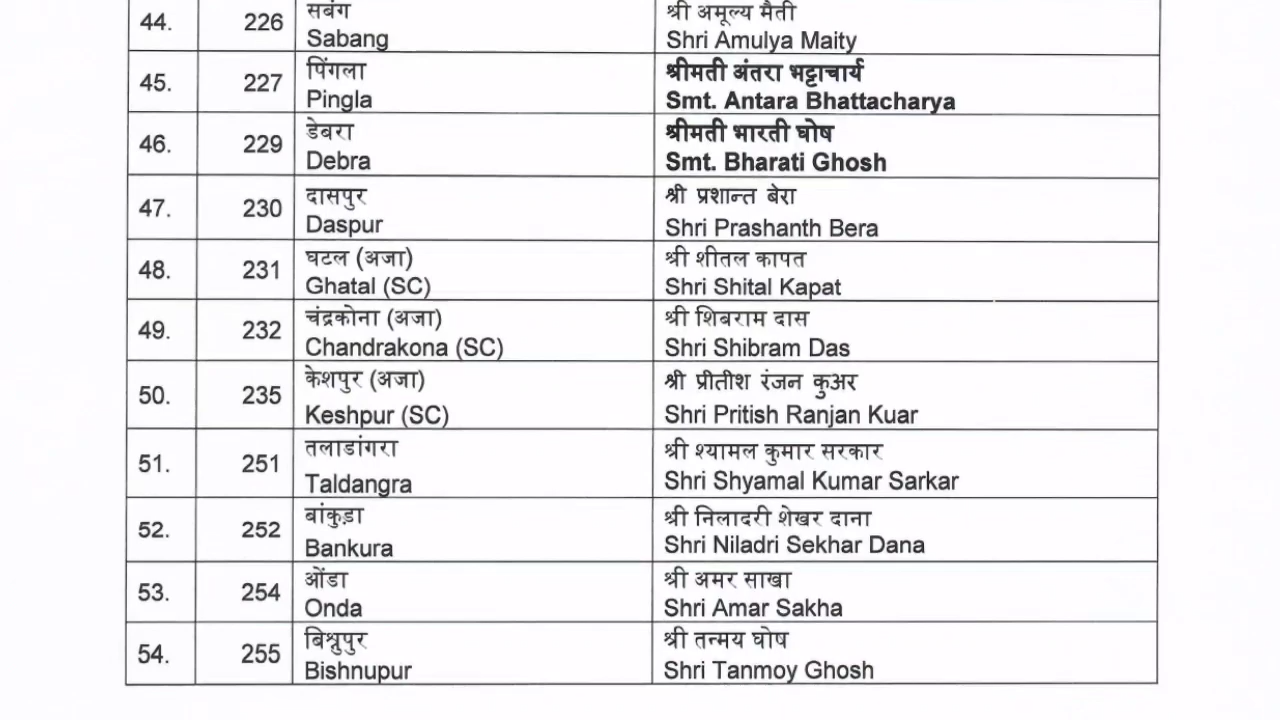 44. 226 सबंग श्री अमूल्य मैती
Sabang Shri Amulya Maity
45. 227 पिंगला श्रीमती अंतरा भट्टाचार्य
Pingla Smt. Antara Bhattacharya
46. 229 डेबरा श्रीमती भारती घोष
Debra Smt. Bharati Ghosh
47. 230 दासपुर श्री प्रशान्त बेरा
Daspur Shri Prashanth Bera
48. 231 घटल (अजा) श्री शीतल कापत
Ghatal (SC) Shri Shital Kapat
49. 232 चंद्रकोना (अजा) श्री शिबराम दास
Chandrakona (SC) Shri Shibram Das
50. 235 केशपुर (अजा) श्री प्रीतीश रंजन कुअर
Keshpur (SC) Shri Pritish Ranjan Kuar
51. 251 तलाडांगरा श्री श्यामल कुमार सरकार
Taldangra Shri Shyamal Kumar Sarkar
52. 252 बांकुड़ा श्री निलादरी शेखर दाना
Bankura Shri Niladri Sekhar Dana
53. 254 ओंडा श्री अमर साखा
Onda Shri Amar Sakha
54. 255 बिश्नुपुर श्री तन्मय घोष
Bishnupur Shri Tanmoy Ghosh